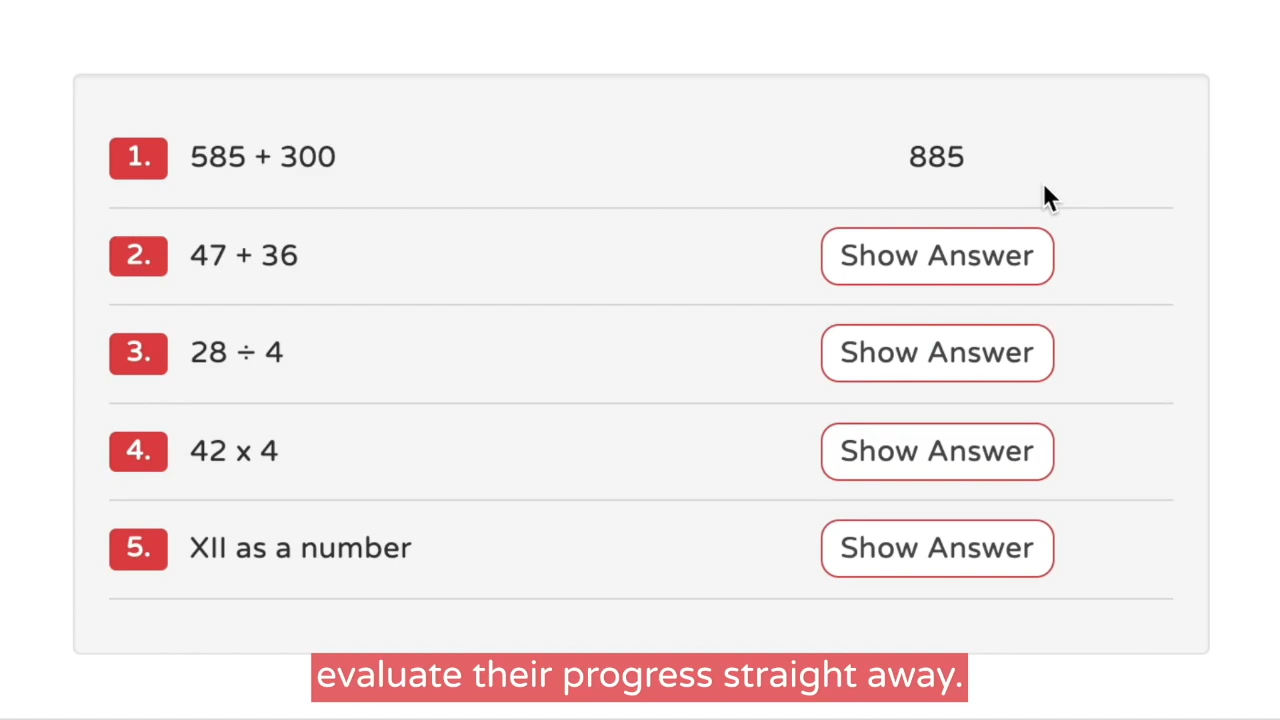 1. 585 + 300 885
2. 47 + 36 Show Answer
3. 28 ÷ 4 Show Answer
4. 42 x 4 Show Answer
5. XII as a number Show Answer
evaluate their progress straight away.